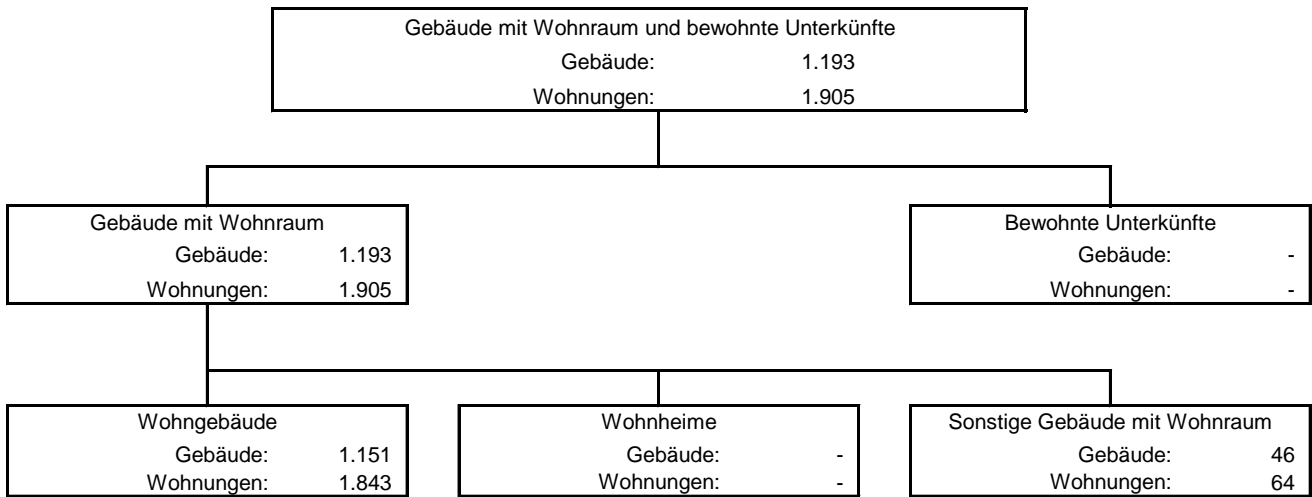 Gebäude mit Wohnraum und bewohnte Unterkünfte
Gebäude: 1.193
Wohnungen: 1.905
Gebäude mit Wohnraum
Gebäude: 1.193
Wohnungen: 1.905
Bewohnte Unterkünfte
Gebäude: -
Wohnungen: -
Wohngebäude
Gebäude: 1.151
Wohnungen: 1.843
Wohnheime
Gebäude: -
Wohnungen: -
Sonstige Gebäude mit Wohnraum
Gebäude: 46
Wohnungen: 64